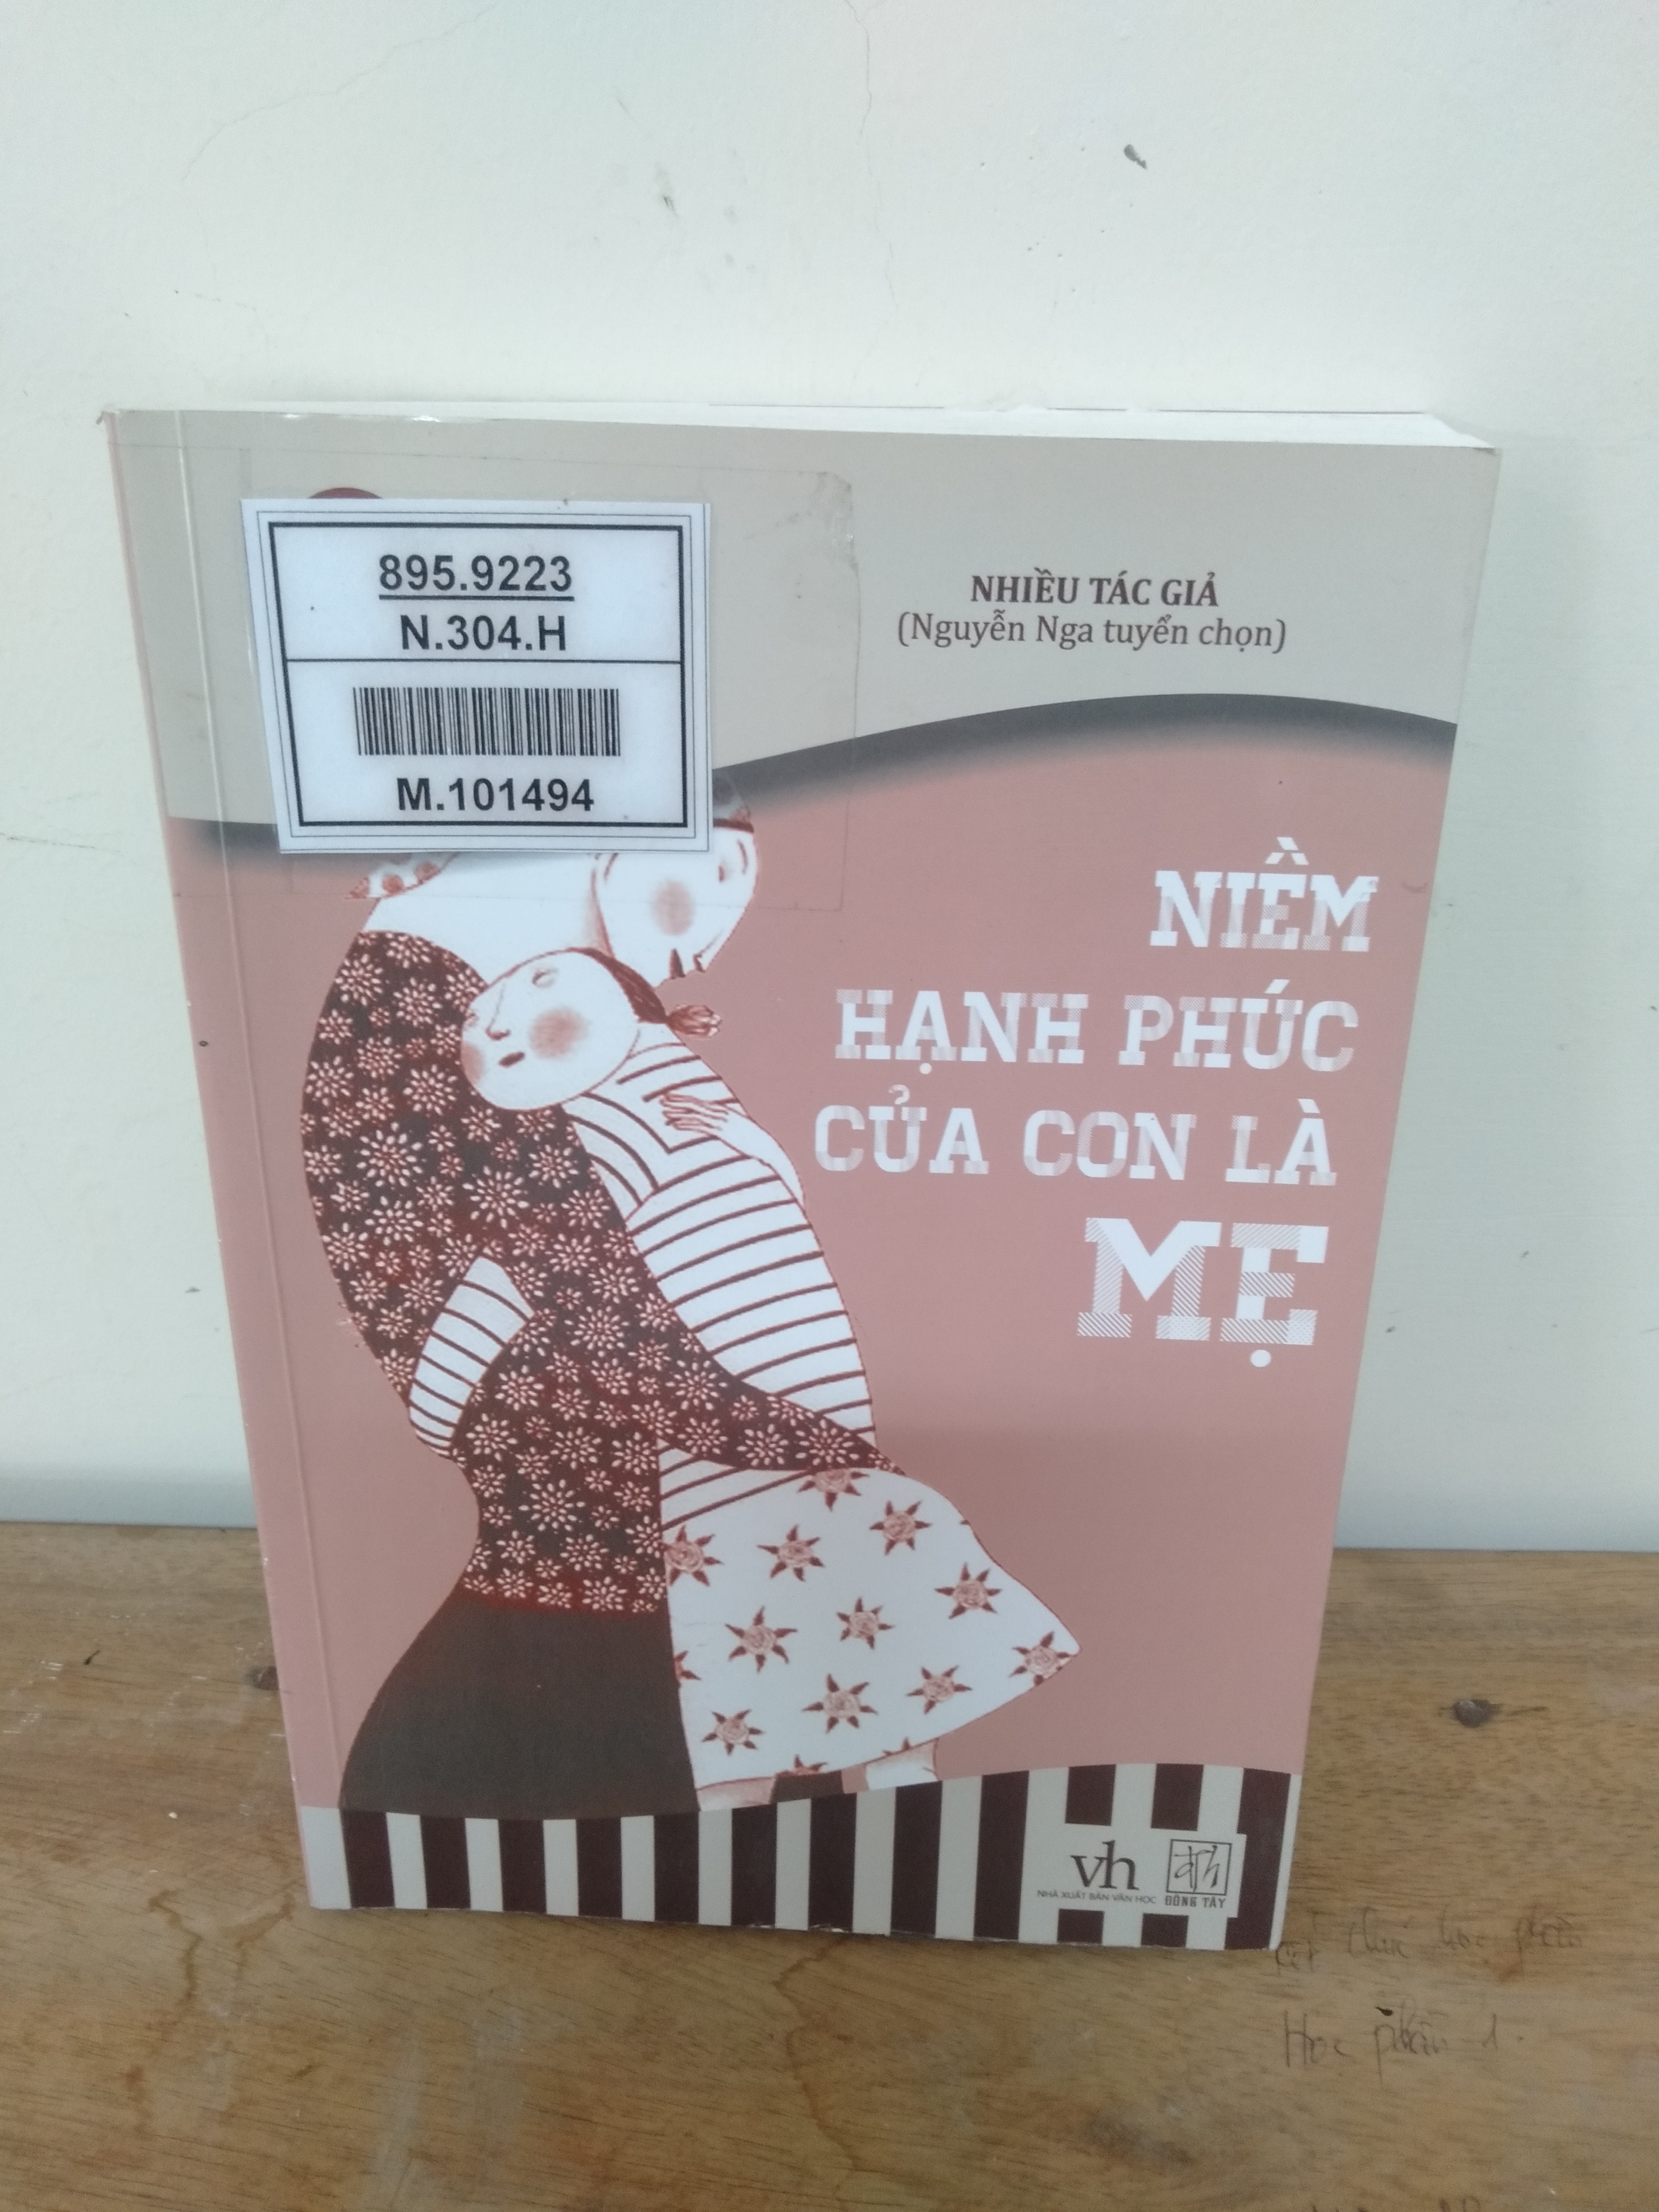 895.9223
N.304.H
M.101494
NHIỀU TÁC GIẢ
(Nguyễn Nga tuyển chọn)
NIỀM
HẠNH PHÚC
CỦA CON LÀ
MẸ
vh
NHÀ XUẤT BẢN VĂN HỌC
ĐÔNG TÂY
Học phần 1